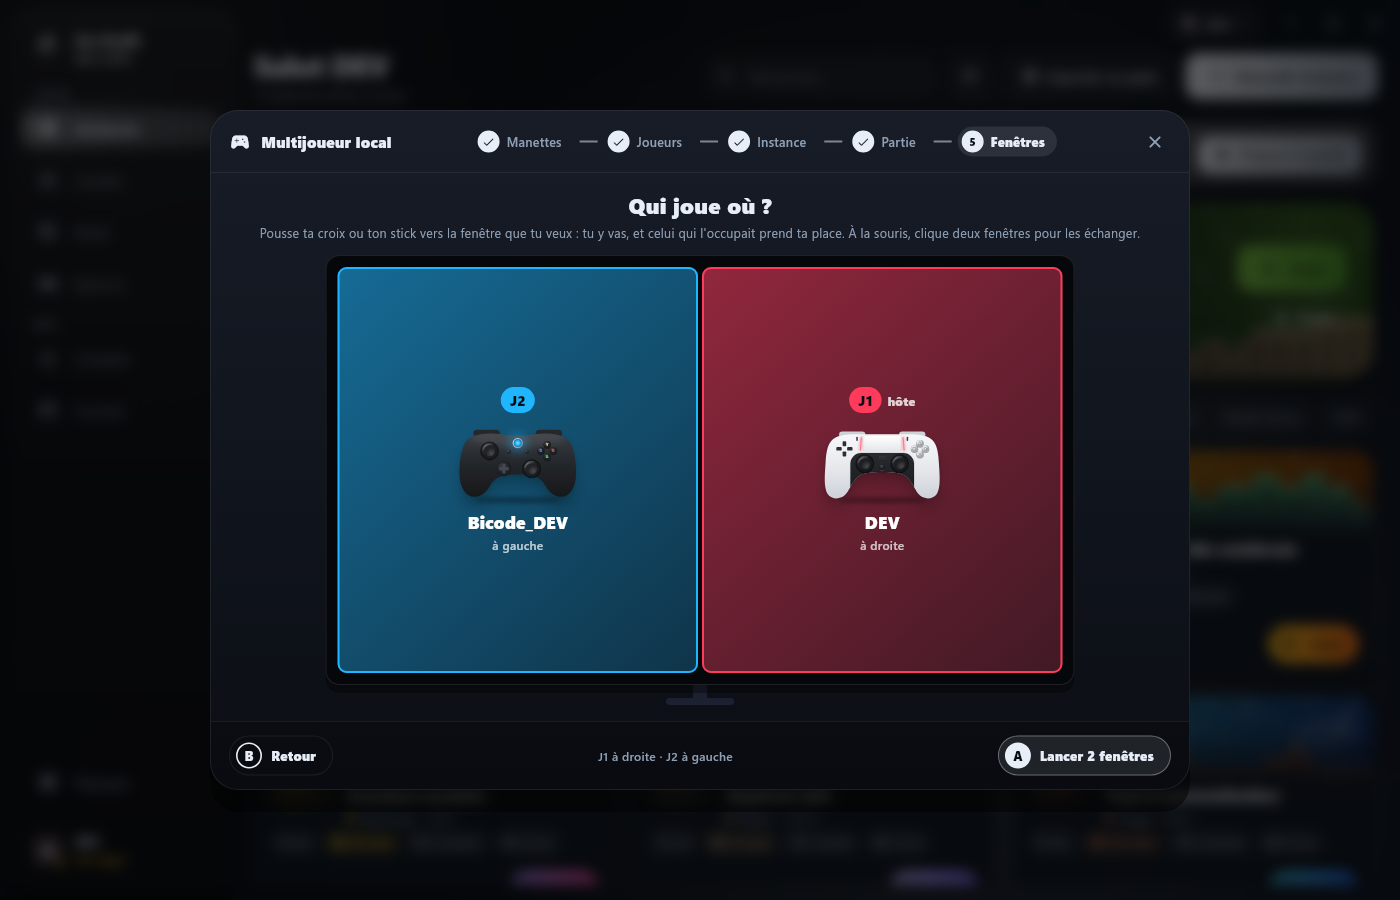 Multijoueur local
Manettes
Joueurs
Instance
Partie
5 Fenêtres
Qui joue où ?
Pousse ta croix ou ton stick vers la fenêtre que tu veux : tu y vas, et celui qui l'occupait prend ta place. À la souris, clique deux fenêtres pour les échanger.
J2
Bicode_DEV
à gauche
J1 hôte
DEV
à droite
B Retour
J1 à droite · J2 à gauche
A Lancer 2 fenêtres